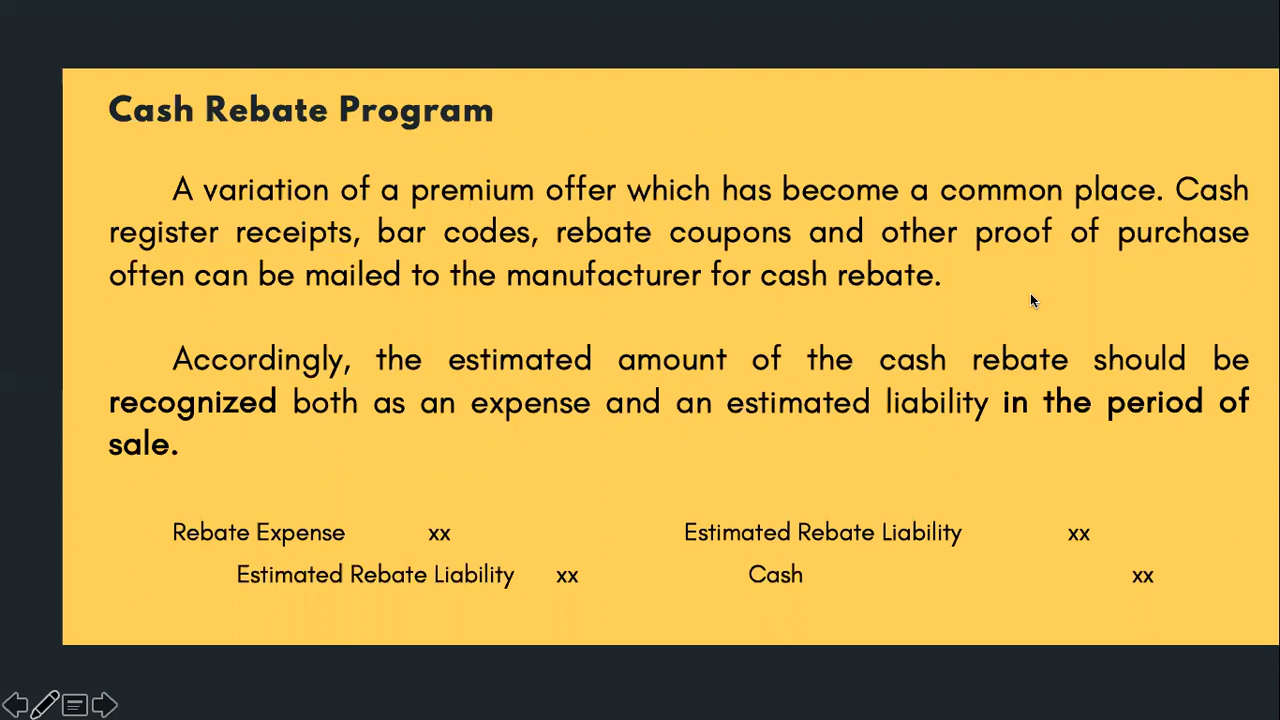 Cash Rebate Program
A variation of a premium offer which has become a common place. Cash
register receipts, bar codes, rebate coupons and other proof of purchase
often can be mailed to the manufacturer for cash rebate.
Accordingly, the estimated amount of the cash rebate should be
recognized both as an expense and an estimated liability in the period of
sale.
Rebate Expense xx Estimated Rebate Liability xx
Estimated Rebate Liability xx Cash xx